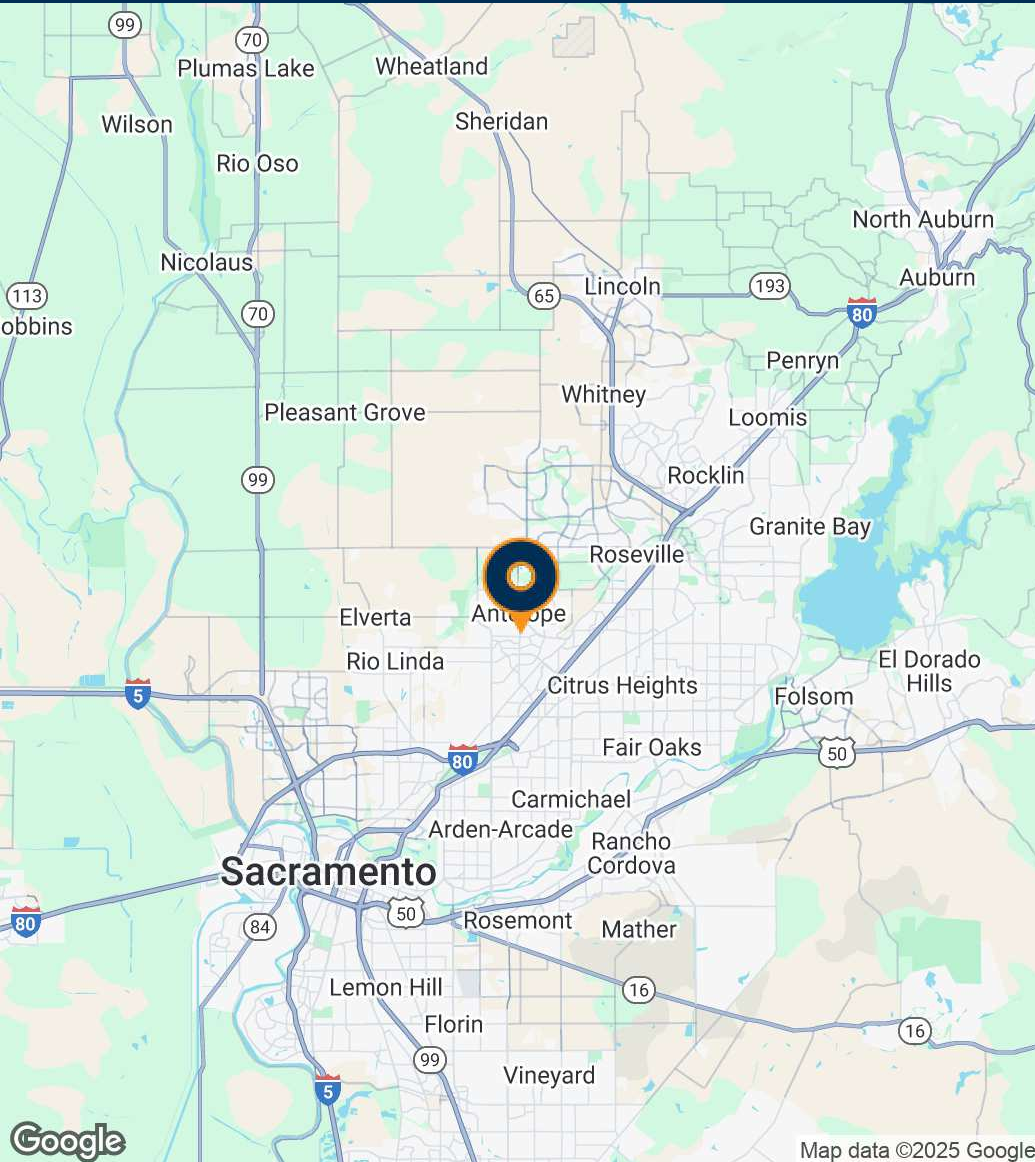 99
70
Plumas Lake
Wheatland
Wilson
Sheridan
Rio Oso
North Auburn
Nicolaus
Auburn
113
65
Lincoln
193
70
80
obbins
Penryn
Whitney
Pleasant Grove
Loomis
99
Rocklin
Granite Bay
Roseville
Elverta
Rio Linda
El Dorado
Hills
5
Citrus Heights
Folsom
Fair Oaks
50
80
Carmichael
Arden-Arcade
Rancho
Cordova
Sacramento
50
80
84
Rosemont
Mather
Lemon Hill
16
Florin
16
99
Vineyard
5
Google
Map data ©2025 Google